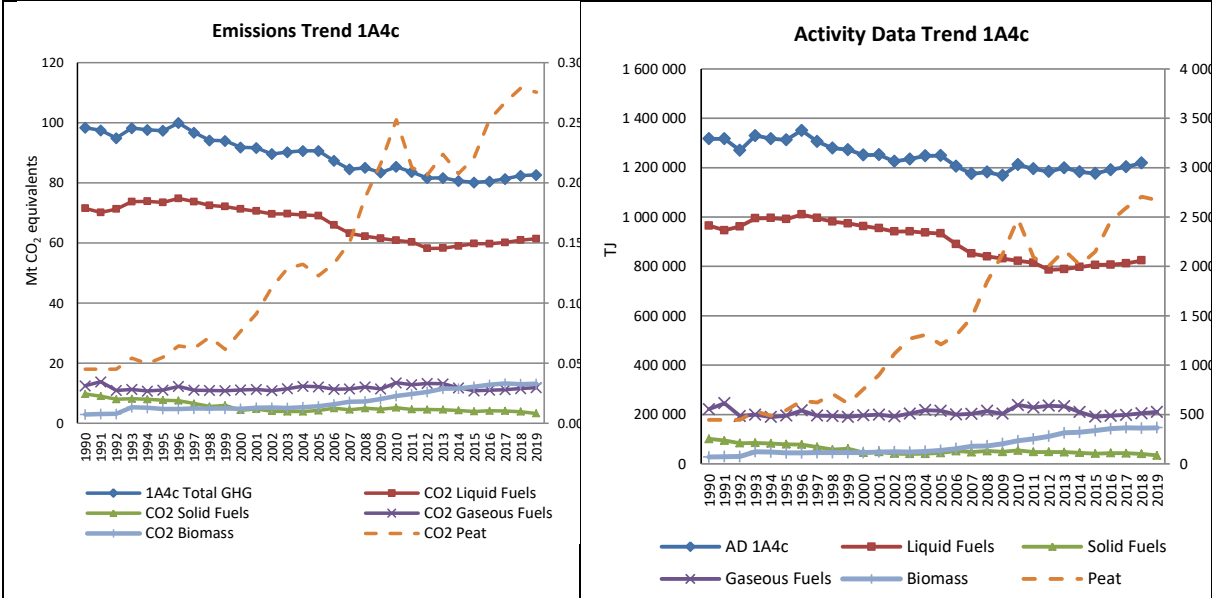 Emissions Trend 1A4c
Mt CO2 equivalents
120
100
80
60
40
20
0
0.30
0.25
0.20
0.15
0.10
0.05
0.00
1990 1991 1992 1993 1994 1995 1996 1997 1998 1999 2000 2001 2002 2003 2004 2005 2006 2007 2008 2009 2010 2011 2012 2013 2014 2015 2016 2017 2018 2019
1A4c Total GHG
CO2 Liquid Fuels
CO2 Solid Fuels
CO2 Gaseous Fuels
CO2 Biomass
CO2 Peat
Activity Data Trend 1A4c
TJ
1 600 000
1 400 000
1 200 000
1 000 000
800 000
600 000
400 000
200 000
0
4 000
3 500
3 000
2 500
2 000
1 500
1 000
500
0
1990 1991 1992 1993 1994 1995 1996 1997 1998 1999 2000 2001 2002 2003 2004 2005 2006 2007 2008 2009 2010 2011 2012 2013 2014 2015 2016 2017 2018 2019
AD 1A4c
Liquid Fuels
Solid Fuels
Gaseous Fuels
Biomass
Peat